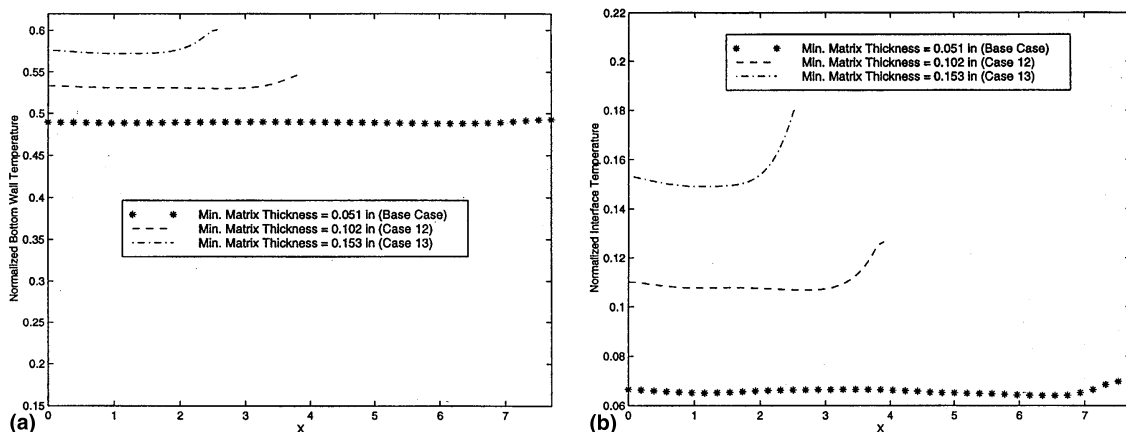 0.6
0.55
0.5
0.45
0.4
0.35
0.3
0.25
0.2
0.15
Normalized Bottom Wall Temperature
Min. Matrix Thickness = 0.051 in (Base Case)
Min. Matrix Thickness = 0.102 in (Case 12)
Min. Matrix Thickness = 0.153 in (Case 13)
0 1 2 3 4 5 6 7
X
(a)
0.22
0.2
0.18
0.16
0.14
0.12
0.1
0.08
0.06
Normalized Interface Temperature
Min. Matrix Thickness = 0.051 in (Base Case)
Min. Matrix Thickness = 0.102 in (Case 12)
Min. Matrix Thickness = 0.153 in (Case 13)
0 1 2 3 4 5 6 7
X
(b)